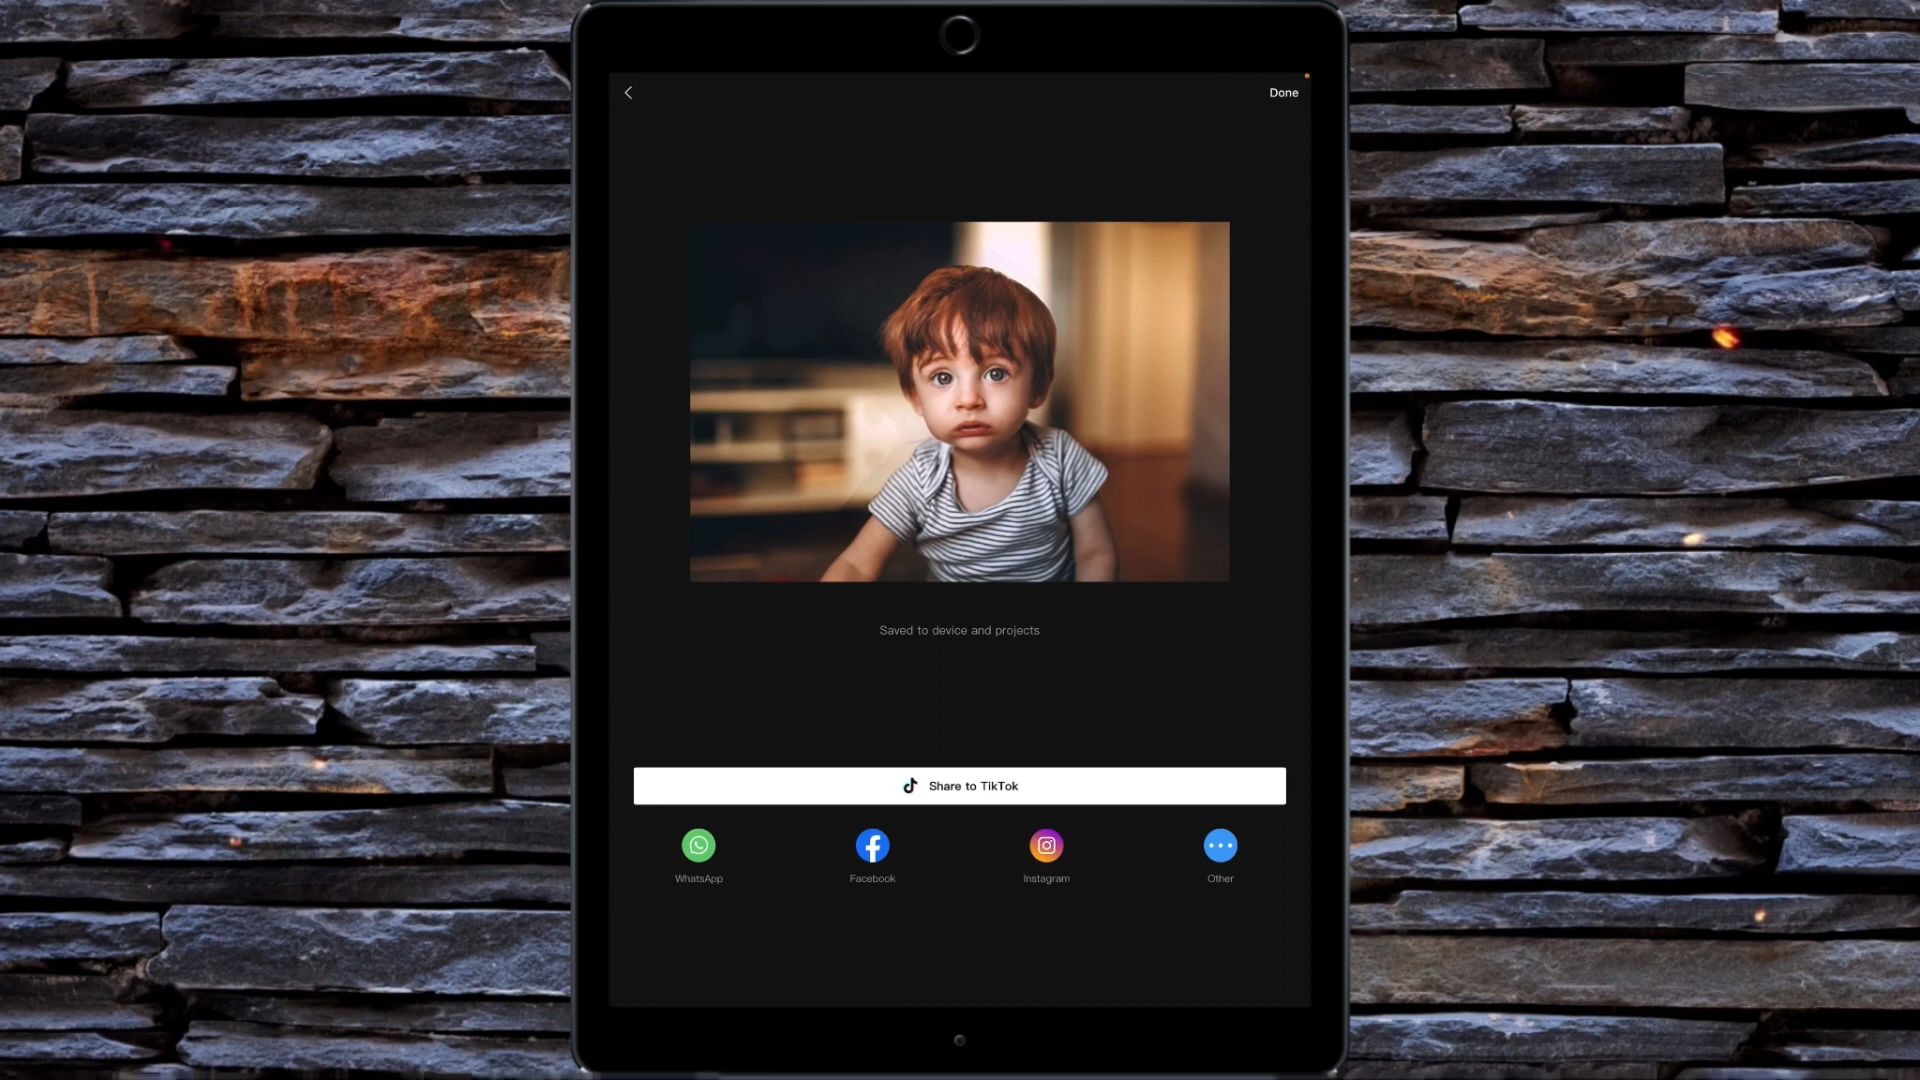 Done
Saved to device and projects
Share to TikTok
WhatsApp
Facebook
Instagram
Other